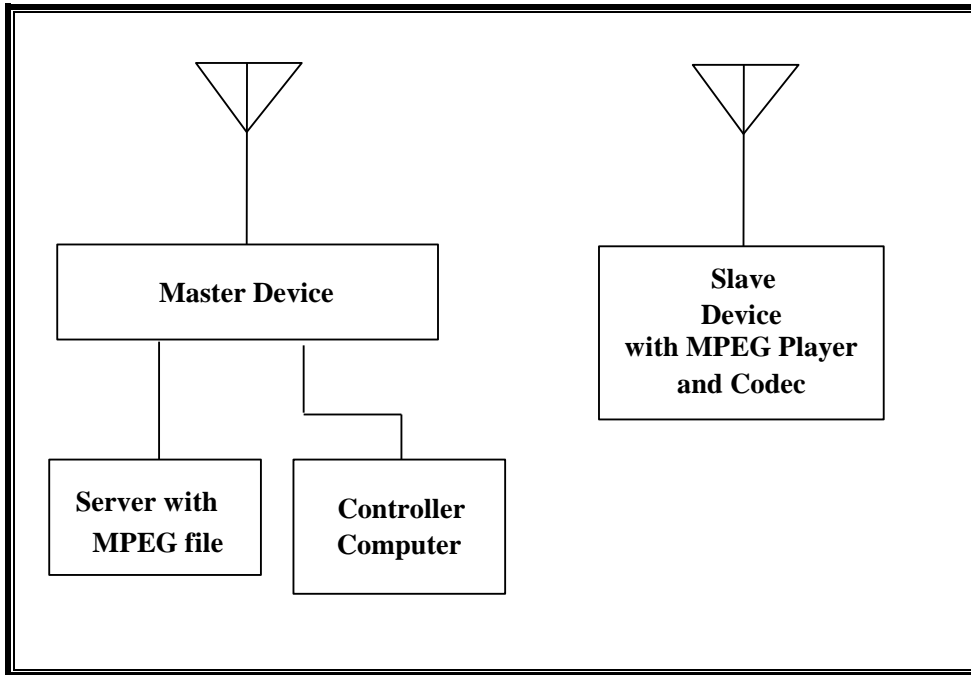 Master Device
Slave
Device
with MPEG Player
and Codec
Server with
MPEG file
Controller
Computer